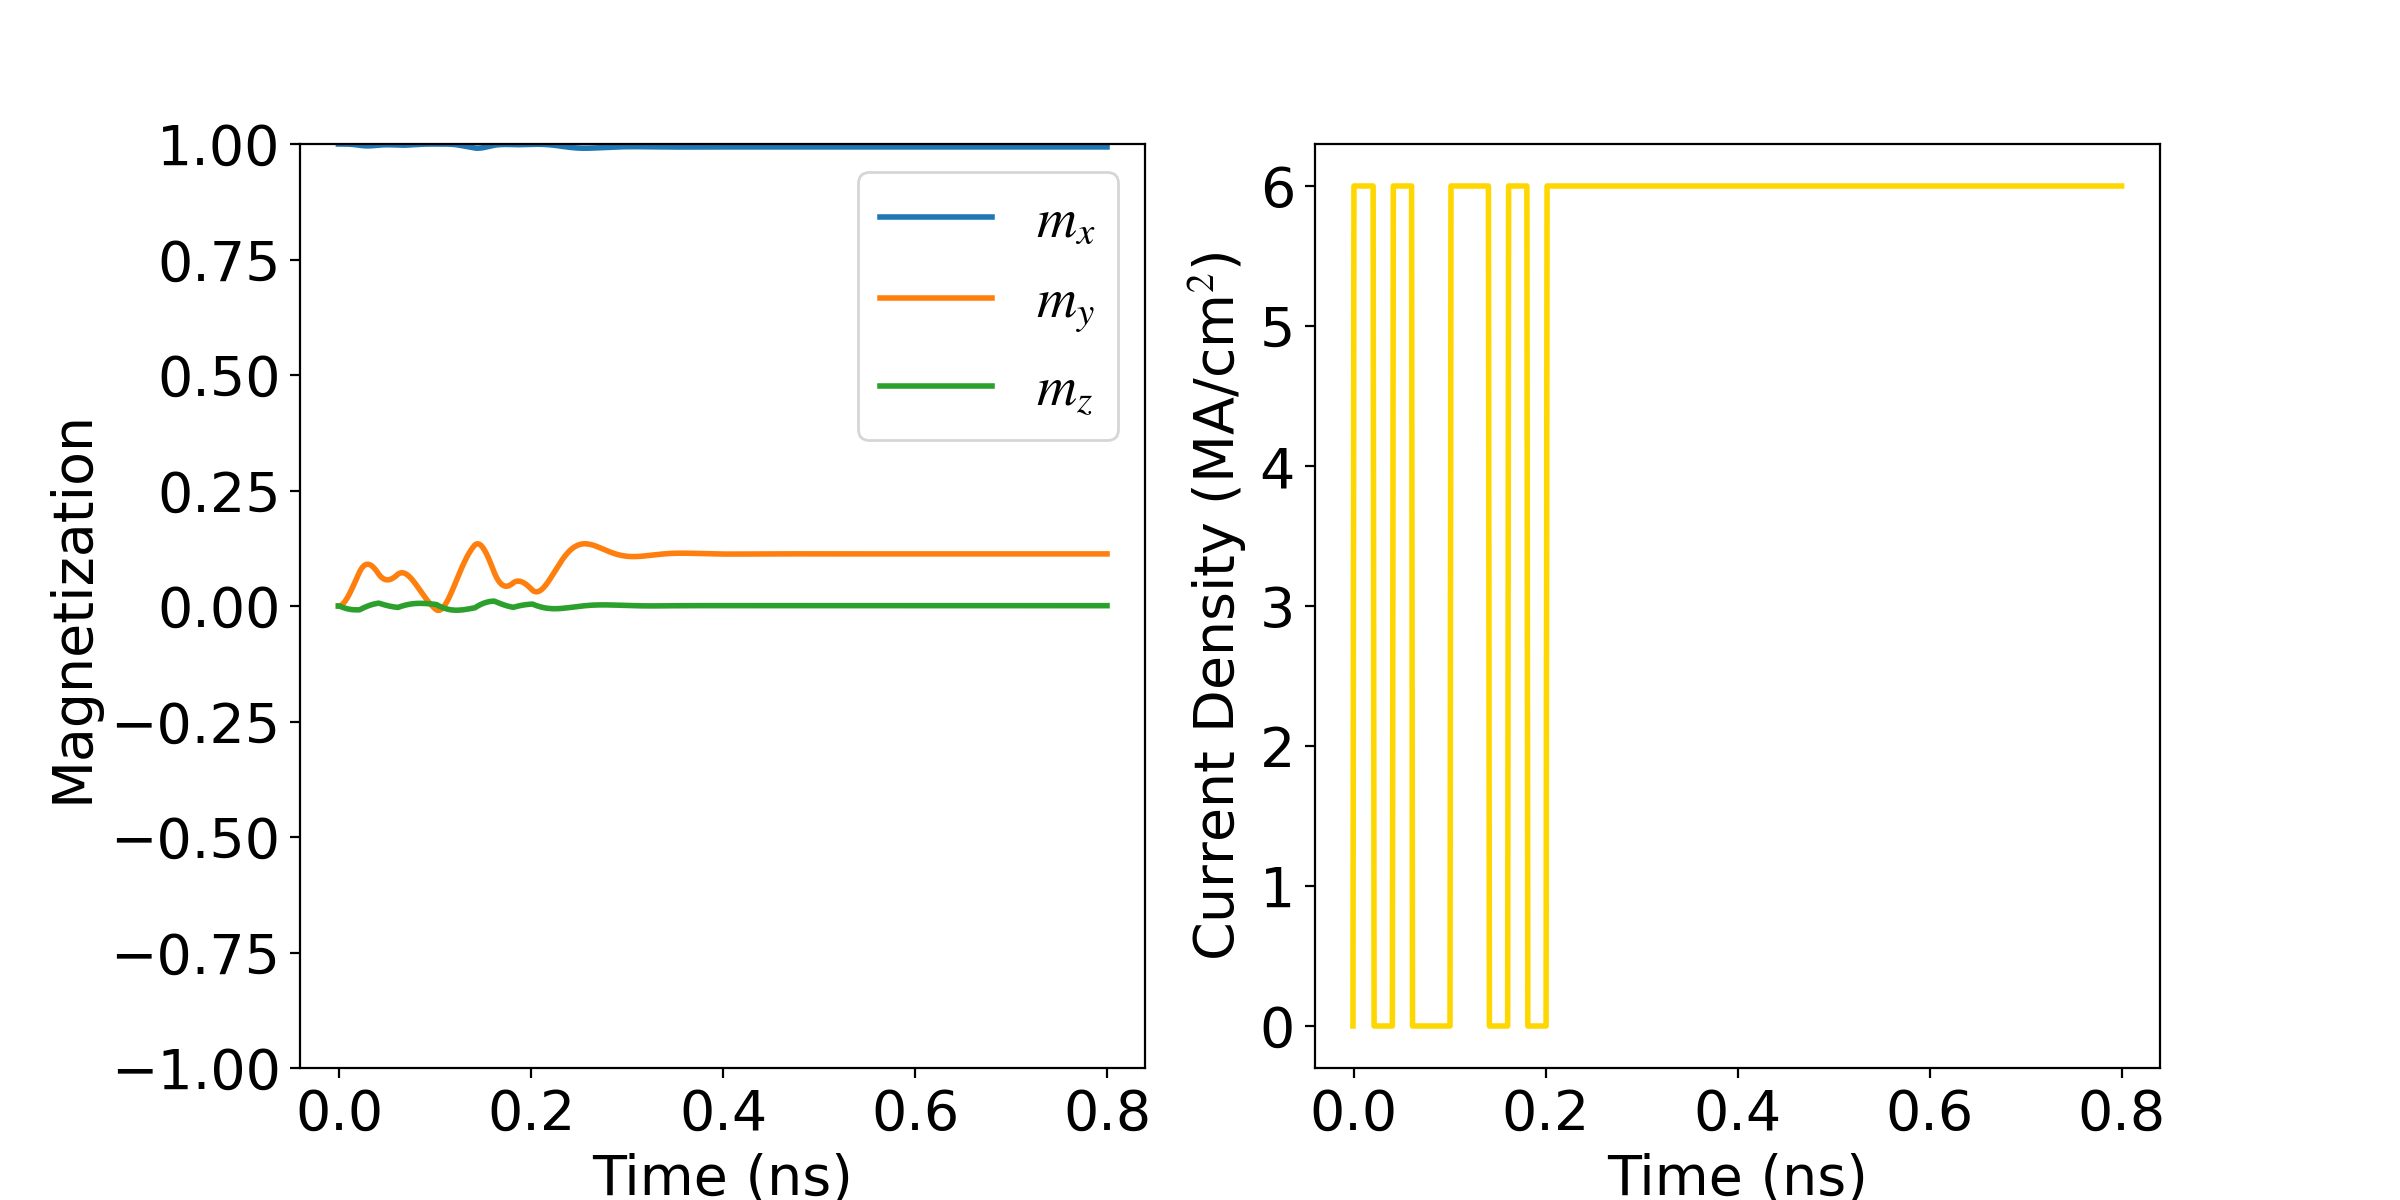 Magnetization
1.00
0.75
0.50
0.25
0.00
−0.25
−0.50
−0.75
−1.00
0.0 0.2 0.4 0.6 0.8
Time (ns)
m_x
m_y
m_z
Current Density (MA/cm²)
6
5
4
3
2
1
0
0.0 0.2 0.4 0.6 0.8
Time (ns)